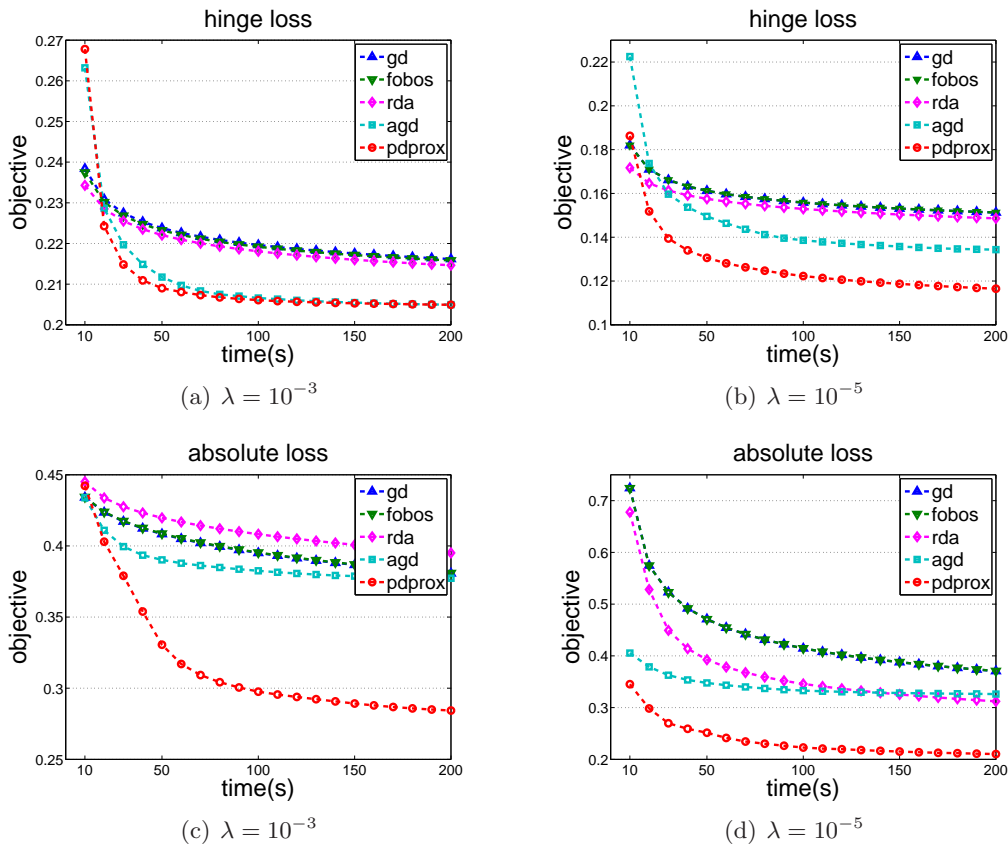 hinge loss
0.27
0.26
0.25
0.24
0.23
0.22
0.21
0.2
objective
gd
fobos
rda
agd
pdprox
10 50 100 150 200
time(s)
(a) λ = 10⁻³
hinge loss
0.22
0.2
0.18
0.16
0.14
0.12
0.1
objective
gd
fobos
rda
agd
pdprox
10 50 100 150 200
time(s)
(b) λ = 10⁻⁵
absolute loss
0.45
0.4
0.35
0.3
0.25
objective
gd
fobos
rda
agd
pdprox
10 50 100 150 200
time(s)
(c) λ = 10⁻³
absolute loss
0.7
0.6
0.5
0.4
0.3
0.2
objective
gd
fobos
rda
agd
pdprox
10 50 100 150 200
time(s)
(d) λ = 10⁻⁵